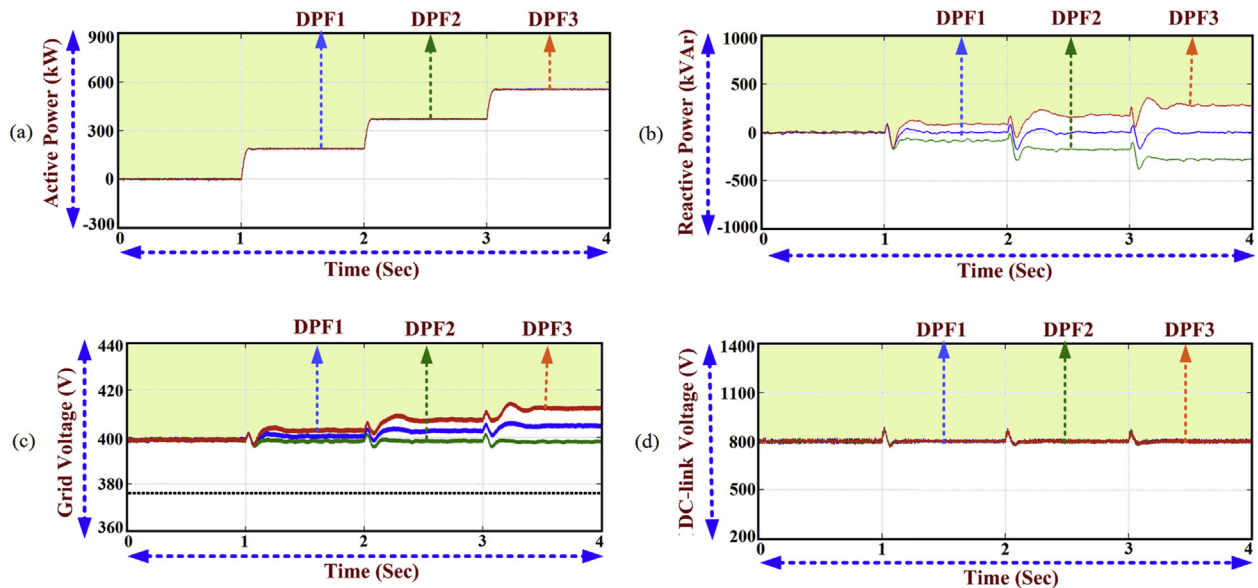 DPF1 DPF2 DPF3
900
600
300
0
-300
Active Power (kW)
(a)
0 1 2 3 4
Time (Sec)
DPF1 DPF2 DPF3
1000
500
0
-500
-1000
Reactive Power (kVAr)
(b)
0 1 2 3 4
Time (Sec)
DPF1 DPF2 DPF3
440
420
400
380
360
Grid Voltage (V)
(c)
0 1 2 3 4
Time (Sec)
DPF1 DPF2 DPF3
1400
1100
800
500
200
DC-link Voltage (V)
(d)
0 1 2 3 4
Time (Sec)